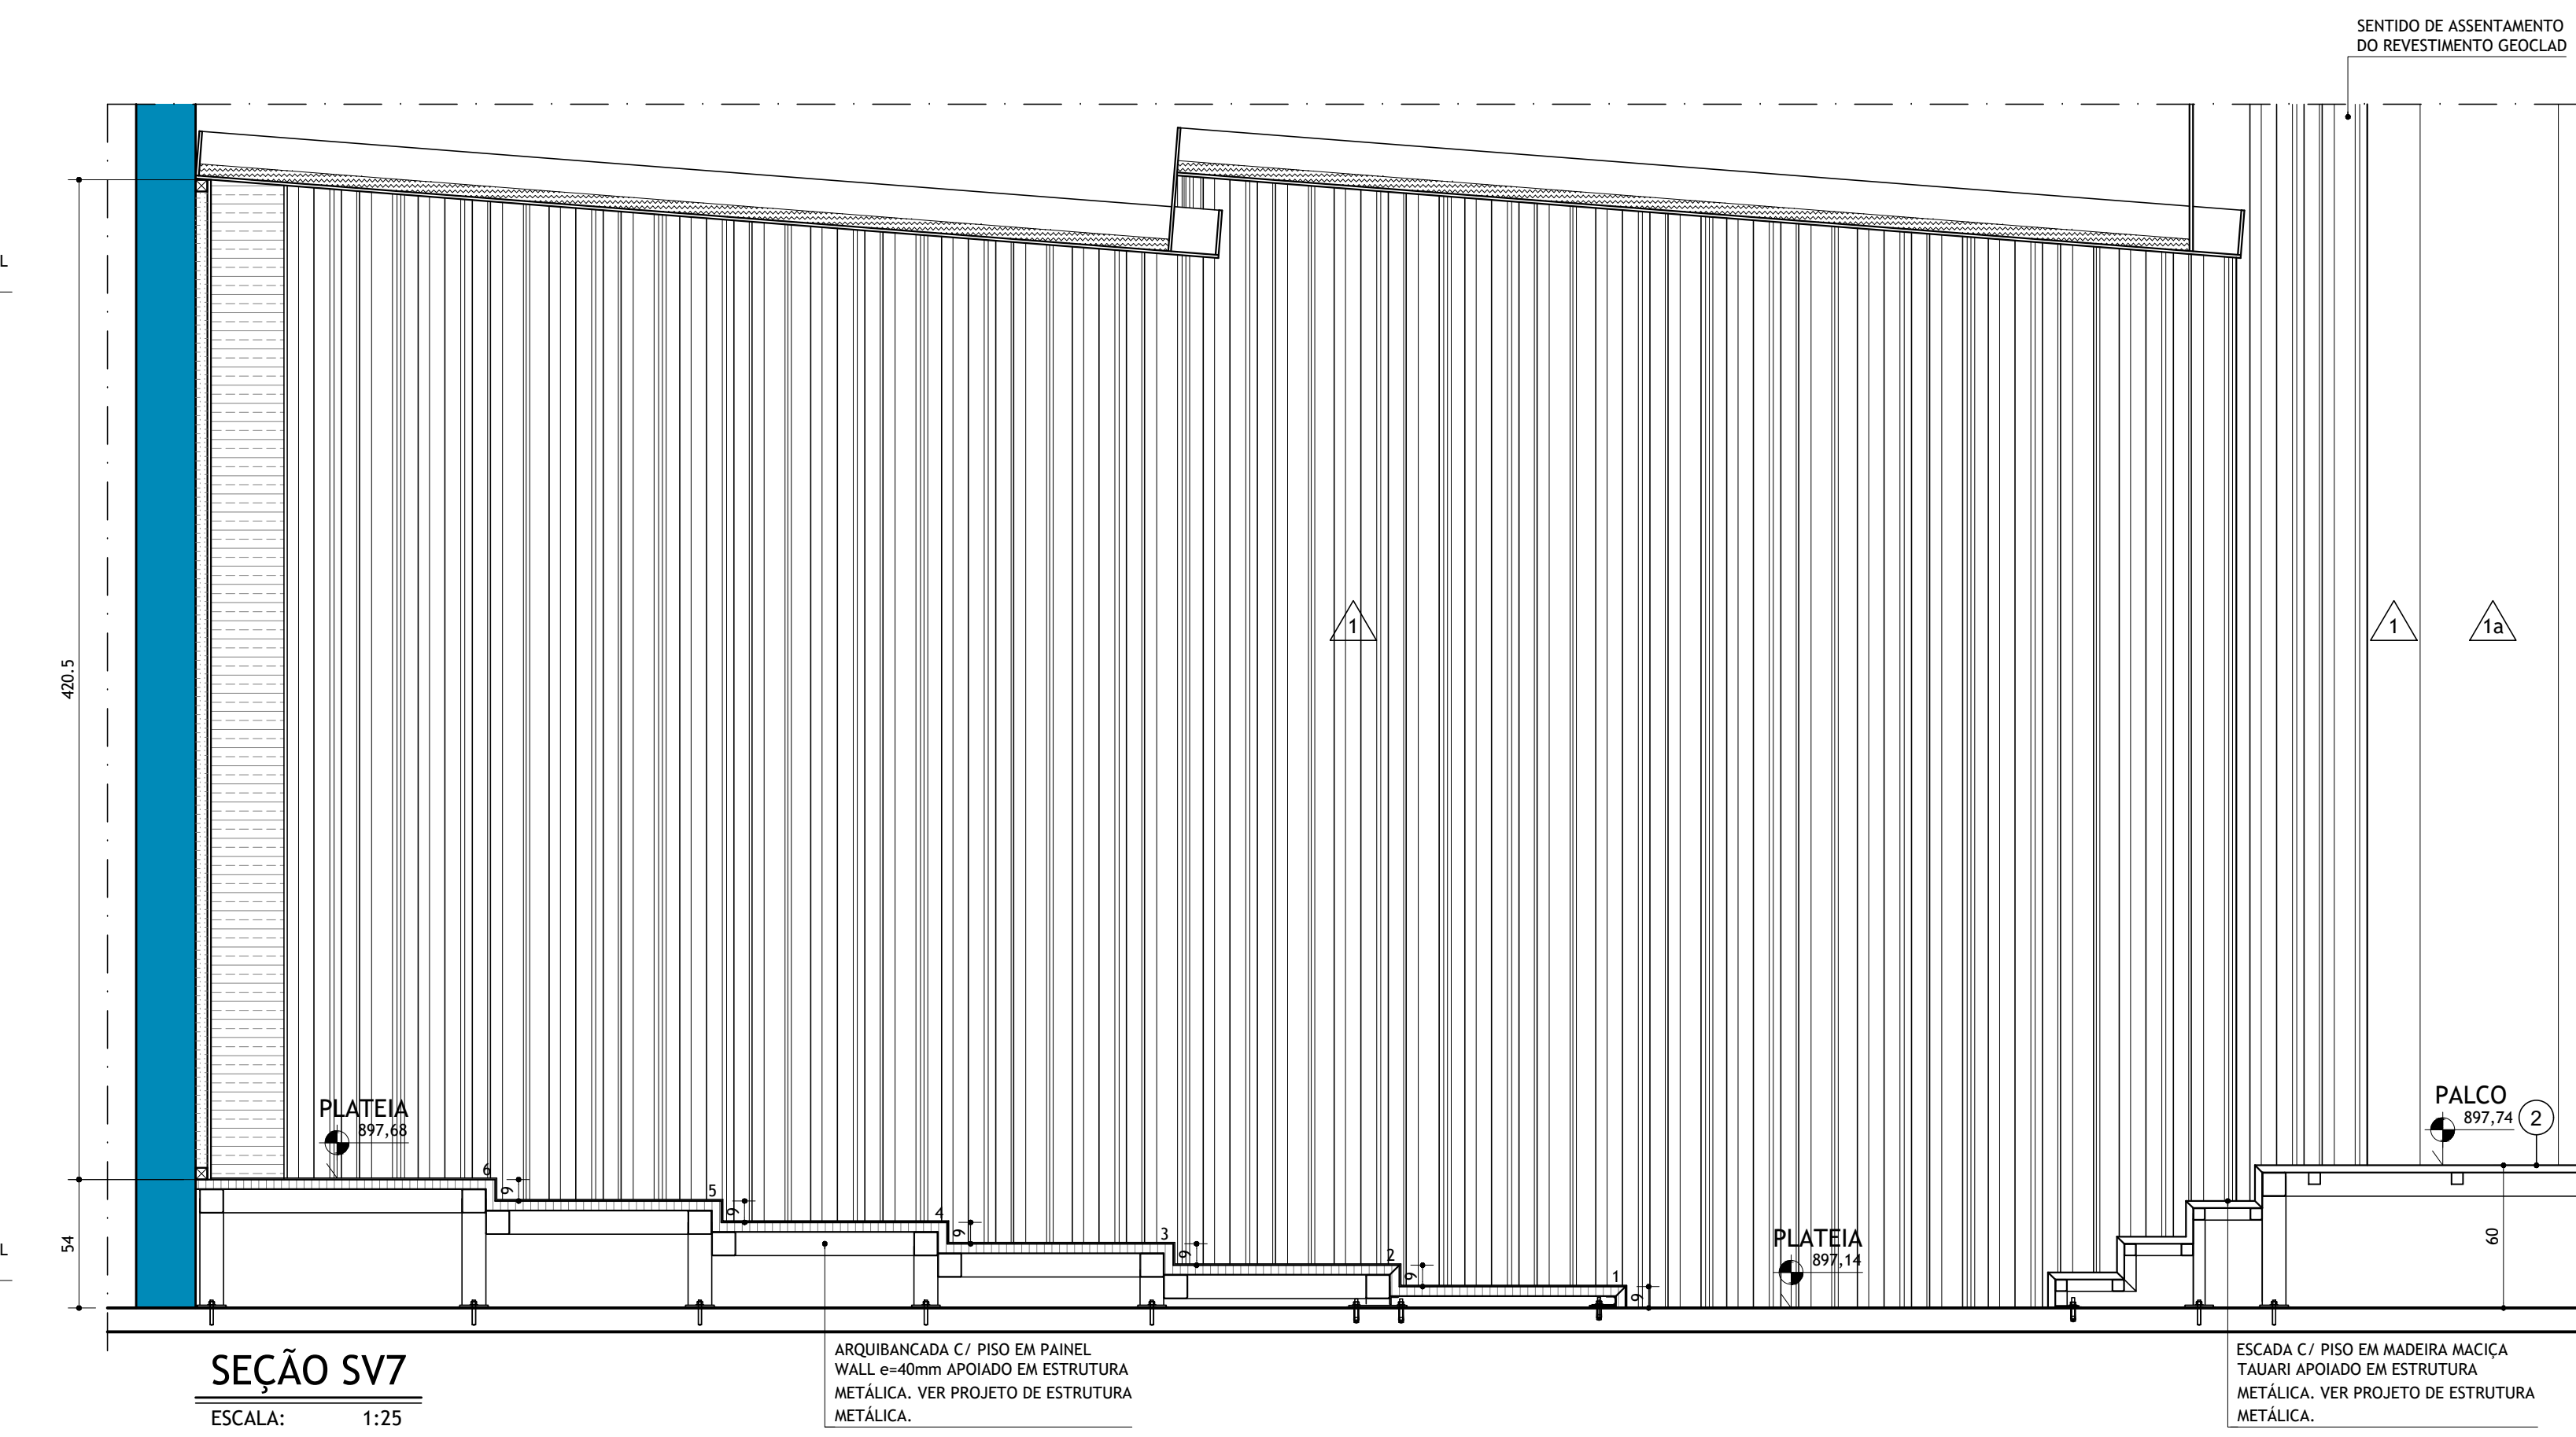 SENTIDO DE ASSENTAMENTO
DO REVESTIMENTO GEOCLAD
L
420.5
1
1
1a
PLATEIA
897,68
PALCO
897,74
2
6
9
5
9
4
9
3
9
2
9
1
9
PLATEIA
897,14
L
54
60
SEÇÃO SV7
ESCALA: 1:25
ARQUIBANCADA C/ PISO EM PAINEL
WALL e=40mm APOIADO EM ESTRUTURA
METÁLICA. VER PROJETO DE ESTRUTURA
METÁLICA.
ESCADA C/ PISO EM MADEIRA MACIÇA
TAUARI APOIADO EM ESTRUTURA
METÁLICA. VER PROJETO DE ESTRUTURA
METÁLICA.